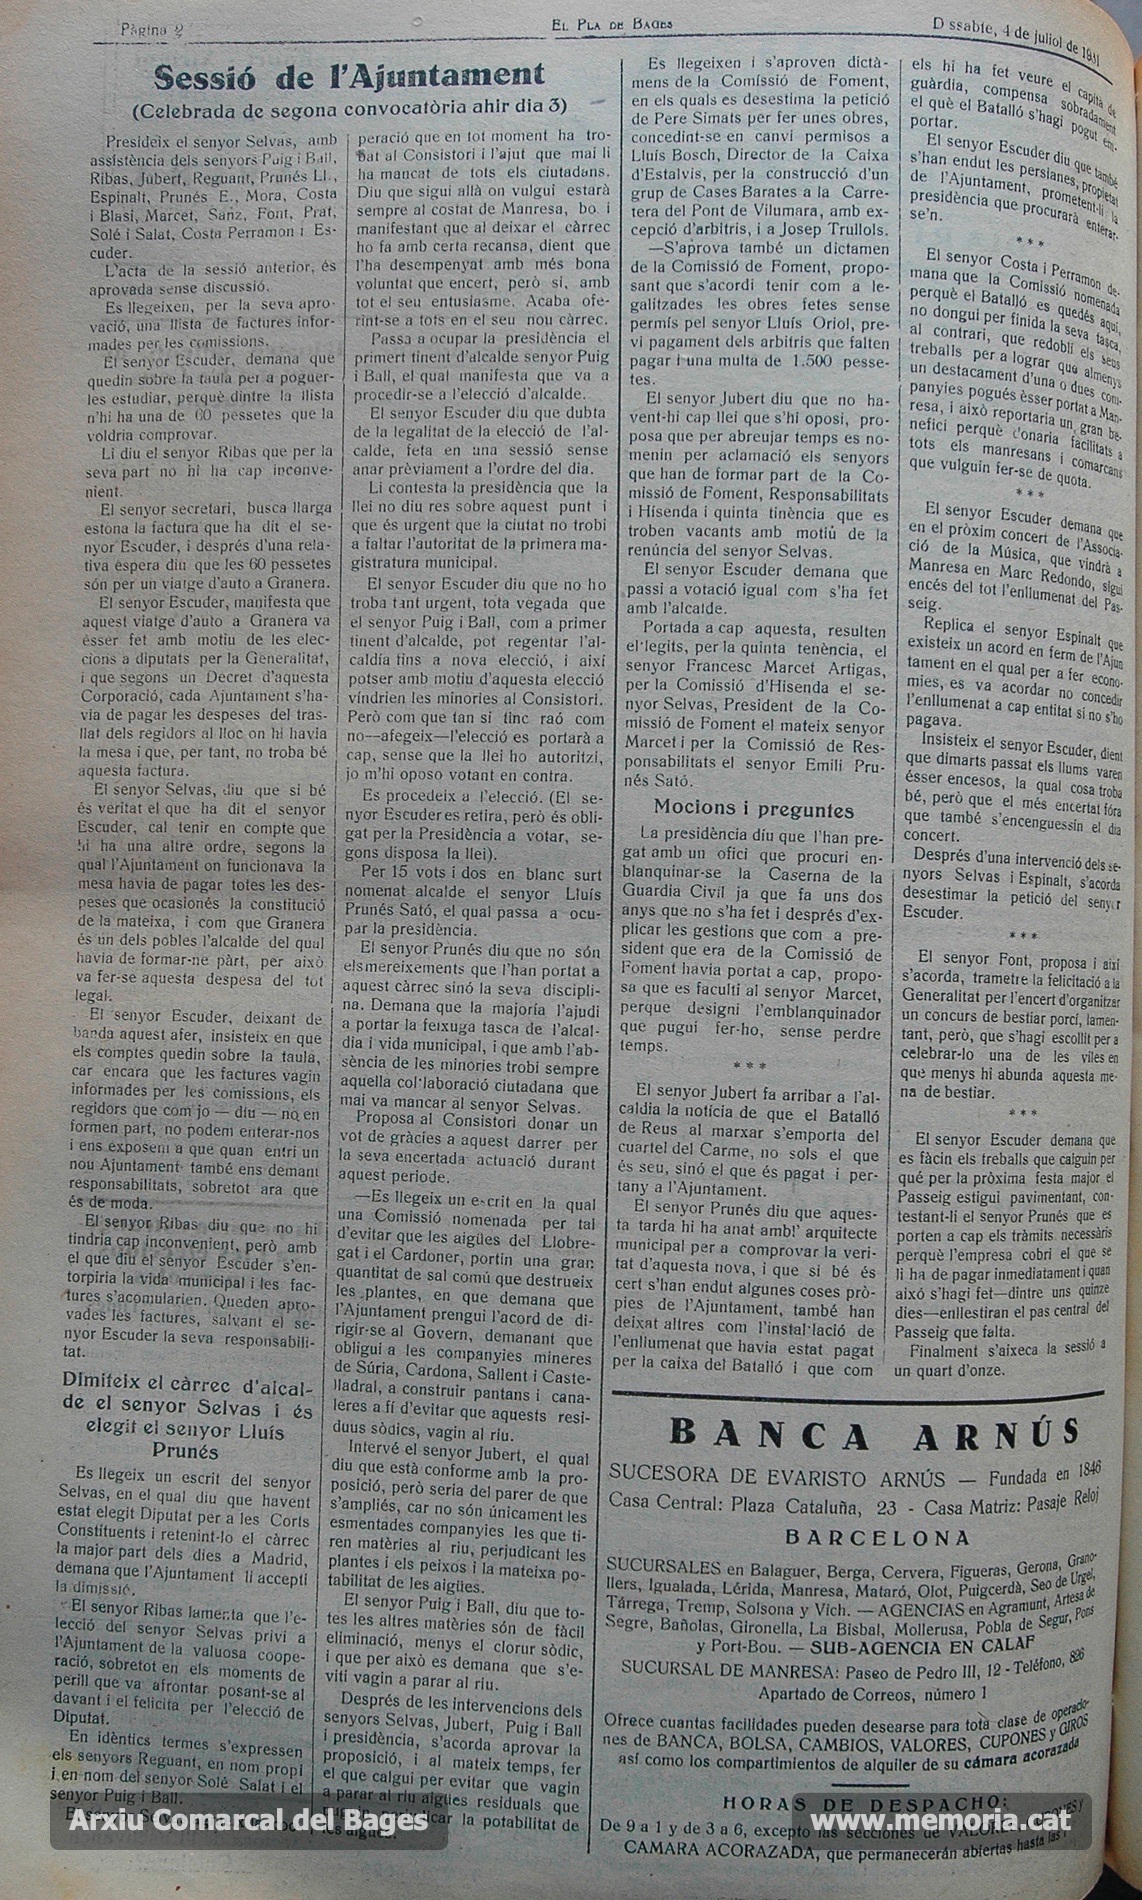 Pàgina 2
EL PLA DE BAGES
Dissabte, 4 de juliol de 1931
Sessió de l'Ajuntament
(Celebrada de segona convocatòria ahir dia 3)
Presideix el senyor Selvas, amb
assistència dels senyors Puig i Ball,
Ribas, Jubert, Reguant, Prunés Ll.,
Espinalt, Prunés E., Mora, Costa
i Blasi, Marcet, Sanz, Font, Prat,
Solé i Salat, Costa Perramon i Es-
cuder.
L'acta de la sessió anterior, és
aprovada sense discussió.
Es llegeixen, per la seva apro-
vació, una llista de factures infor-
mades per les comissions.
El senyor Escuder, demana que
quedin sobre la taula per a poguer-
les estudiar, perquè dintre la llista
n'hi ha una de 60 pessetes que la
voldria comprovar.
Li diu el senyor Ribas que per la
seva part no hi ha cap inconve-
nient.
El senyor secretari, busca llarga
estona la factura que ha dit el se-
nyor Escuder, i després d'una rela-
tiva espera diu que les 60 pessetes
són per un viatge d'auto a Granera.
El senyor Escuder, manifesta que
aquest viatge d'auto a Granera va
ésser fet amb motiu de les elec-
cions a diputats per la Generalitat,
i que segons un Decret d'aquesta
Corporació, cada Ajuntament s'ha-
via de pagar les despeses del tras-
llat dels regidors al lloc on hi havia
la mesa i que, per tant, no troba bé
aquesta factura.
El senyor Selvas, diu que si bé
és veritat el que ha dit el senyor
Escuder, cal tenir en compte que
hi ha una altre ordre, segons la
qual l'Ajuntament on funcionava la
mesa havia de pagar totes les des-
peses que ocasionés la constitució
de la mateixa, i com que Granera
és un dels pobles l'alcalde del qual
havia de formar-ne pàrt, per això
va fer-se aquesta despesa del tot
legal.
El senyor Escuder, deixant de
banda aquest afer, insisteix en que
els comptes quedin sobre la taula,
car encara que les factures vagin
informades per les comissions, els
regidors que com jo — diu — no en
formen part, no podem enterar-nos
i ens exposem a que quan entri un
nou Ajuntament també ens demant
responsabilitats, sobretot ara que
és de moda.
El senyor Ribas diu que no hi
tindria cap inconvenient, però amb
el que diu el senyor Escuder s'en-
torpiria la vida municipal i les fac-
tures s'acomularien. Queden apro-
vades les factures, salvant el se-
nyor Escuder la seva responsabili-
tat.
Dimiteix el càrrec d'alcal-
de el senyor Selvas i és
elegit el senyor Lluís
Prunés
Es llegeix un escrit del senyor
Selvas, en el qual diu que havent
estat elegit Diputat per a les Corts
Constituents i retenint-lo el càrrec
la major part dels dies a Madrid,
demana que l'Ajuntament li accepti
la dimissió.
El senyor Ribas lamenta que l'e-
lecció del senyor Selvas privi a
l'Ajuntament de la valuosa coope-
ració, sobretot en els moments de
perill que va afrontar posant-se al
davant i el felicita per l'elecció de
Diputat.
En idèntics termes s'expressen
els senyors Reguant, en nom propi
i en nom del senyor Solé Salat i el
senyor Puig i Ball.
peració que en tot moment ha tro-
bat al Consistori i l'ajut que mai li
ha mancat de tots els ciutadans.
Diu que sigui allà on vulgui estarà
sempre al costat de Manresa, bo i
manifestant que al deixar el càrrec
ho fa amb certa recansa, dient que
l'ha desempenyat amb més bona
voluntat que encert, però sí, amb
tot el seu entusiasme. Acaba ofe-
rint-se a tots en el seu nou càrrec.
Passa a ocupar la presidència el
primert tinent d'alcalde senyor Puig
i Ball, el qual manifesta que va a
procedir-se a l'elecció d'alcalde.
El senyor Escuder diu que dubta
de la legalitat de la elecció de l'al-
calde, feta en una sessió sense
anar prèviament a l'ordre del dia.
Li contesta la presidència que la
llei no diu res sobre aquest punt i
que és urgent que la ciutat no trobi
a faltar l'autoritat de la primera ma-
gistratura municipal.
El senyor Escuder diu que no ho
troba tant urgent, tota vegada que
el senyor Puig i Ball, com a primer
tinent d'alcalde, pot regentar l'al-
caldía tins a nova elecció, i així
potser amb motiu d'aquesta elecció
vindrien les minories al Consistori.
Però com que tan si tinc raó com
no—afegeix—l'elecció es portarà a
cap, sense que la llei ho autoritzi,
jo m'hi oposo votant en contra.
Es procedeix a l'elecció. (El se-
nyor Escuder es retira, però és obli-
gat per la Presidència a votar, se-
gons disposa la llei).
Per 15 vots i dos en blanc surt
nomenat alcalde el senyor Lluís
Prunés Sató, el qual passa a ocu-
par la presidència.
El senyor Prunés diu que no són
els mereixements que l'han portat a
aquest càrrec sinó la seva discipli-
na. Demana que la majoría l'ajudi
a portar la feixuga tasca de l'alcal-
dia i vida municipal, i que amb l'ab-
sència de les minories trobi sempre
aquella col·laboració ciutadana que
mai va mancar al senyor Selvas.
Proposa al Consistori donar un
vot de gràcies a aquest darrer per
la seva encertada actuació durant
aquest periode.
—Es llegeix un escrit en la qual
una Comissió nomenada per tal
d'evitar que les aigües del Llobre-
gat i el Cardoner, portin una gran
quantitat de sal comú que destrueix
les plantes, en que demana que
l'Ajuntament prengui l'acord de di-
rigir-se al Govern, demanant que
obligui a les companyies mineres
de Súria, Cardona, Sallent i Caste-
lladral, a construir pantans i cana-
leres a fí d'evitar que aquests resi-
duus sòdics, vagin al riu.
Intervé el senyor Jubert, el qual
diu que està conforme amb la pro-
posició, però seria del parer de que
s'ampliés, car no són únicament les
esmentades companyies les que ti-
ren matèries al riu, perjudicant les
plantes i els peixos i la mateixa po-
tabilitat de les aigües.
El senyor Puig i Ball, diu que to-
tes les altres matèries són de fàcil
eliminació, menys el clorur sòdic,
i que per això es demana que s'e-
viti vagin a parar al riu.
Després de les intervencions dels
senyors Selvas, Jubert, Puig i Ball
i presidència, s'acorda aprovar la
proposició, i al mateix temps, fer
el que calgui per evitar que vagin
a parar al riu aigües residuals que
la potabilitat de
les aigües.
Es llegeixen i s'aproven dictà-
mens de la Comissió de Foment,
en els quals es desestima la petició
de Pere Simats per fer unes obres,
concedint-se en canvi permisos a
Lluís Bosch, Director de la Caixa
d'Estalvis, per la construcció d'un
grup de Cases Barates a la Carre-
tera del Pont de Vilumara, amb ex-
cepció d'arbitris, i a Josep Trullols.
—S'aprova també un dictamen
de la Comissió de Foment, propo-
sant que s'acordi tenir com a le-
galitzades les obres fetes sense
permís pel senyor Lluís Oriol, pre-
vi pagament dels arbitris que falten
pagar i una multa de 1.500 pesse-
tes.
El senyor Jubert diu que no ha-
vent-hi cap llei que s'hi oposi, pro-
posa que per abreujar temps es no-
menin per aclamació els senyors
que han de formar part de la Co-
missió de Foment, Responsabilitats
i Hisenda i quinta tinència que es
troben vacants amb motiu de la
renúncia del senyor Selvas.
El senyor Escuder demana que
passi a votació igual com s'ha fet
amb l'alcalde.
Portada a cap aquesta, resulten
el·legits, per la quinta tenència, el
senyor Francesc Marcet Artigas,
per la Comissió d'Hisenda el se-
nyor Selvas, President de la Co-
missió de Foment el mateix senyor
Marcet i per la Comissió de Res-
ponsabilitats el senyor Emili Pru-
nés Sató.
Mocions i preguntes
La presidència diu que l'han pre-
gat amb un ofici que procuri en-
blanquinar-se la Caserna de la
Guardia Civil ja que fa uns dos
anys que no s'ha fet i després d'ex-
plicar les gestions que com a pre-
sident que era de la Comissió de
Foment havia portat a cap, propo-
sa que es faculti al senyor Marcet,
perque designi l'emblanquinador
que pugui fer-ho, sense perdre
temps.
* * *
El senyor Jubert fa arribar a l'al-
caldia la notícia de que el Batalló
de Reus al marxar s'emporta del
cuartel del Carme, no sols el que
és seu, sinó el que és pagat i per-
tany a l'Ajuntament.
El senyor Prunés diu que aques-
ta tarda hi ha anat amb l'arquitecte
municipal per a comprovar la veri-
tat d'aquesta nova, i que si bé és
cert s'han endut algunes coses prò-
pies de l'Ajuntament, també han
deixat altres com l'instal·lació de
l'enllumenat que havia estat pagat
per la caixa del Batalló i que com
els hi ha fet veure el capità de
guàrdia, compensa sobradament
el què el Batalló s'hagi pogut em-
portar.
El senyor Escuder diu que també
s'han endut les persianes, propietat
de l'Ajuntament, prometent-li la
presidència que procurarà enterar-
se'n.
* * *
El senyor Costa i Perramon de-
mana que la Comissió nomenada
perquè el Batalló es quedés aquí,
no dongui per finida la seva tasca,
al contrari, que redobli els seus
treballs per a lograr que almenys
un destacament d'una o dues com-
panyies pogués èsser portat a Man-
resa, i això reportaria un gran be-
nefici perquè donaria facilitats a
tots els manresans i comarcans
que vulguin fer-se de quota.
* * *
El senyor Escuder demana que
en el pròxim concert de l'Associa-
ció de la Música, que vindrà a
Manresa en Marc Redondo, sigui
encés del tot l'enllumenat del Pas-
seig.
Replica el senyor Espinalt que
existeix un acord en ferm de l'Ajun
tament en el qual per a fer econo-
mies, es va acordar no concedir
l'enllumenat a cap entitat si no s'ho
pagava.
Insisteix el senyor Escuder, dient
que dimarts passat els llums varen
ésser encesos, la qual cosa troba
bé, però que el més encertat fóra
que també s'encenguessin el dia
concert.
Després d'una intervenció dels se-
nyors Selvas i Espinalt, s'acorda
desestimar la petició del senyor
Escuder.
* * *
El senyor Font, proposa i així
s'acorda, trametre la felicitació a la
Generalitat per l'encert d'organitzar
un concurs de bestiar porcí, lamen-
tant, però, que s'hagi escollit per a
celebrar-lo una de les viles en
que menys hi abunda aquesta me-
na de bestiar.
* * *
El senyor Escuder demana que
es fàcin els treballs que calguin per
qué per la pròxima festa major el
Passeig estigui pavimentant, con-
testant-li el senyor Prunés que es
porten a cap els tràmits necessàris
perquè l'empresa cobri el que se
li ha de pagar inmediatament i quan
aixó s'hagi fet—dintre uns quinze
dies—enllestiran el pas central del
Passeig que falta.
Finalment s'aixeca la sessió a
un quart d'onze.
BANCA ARNÚS
SUCESORA DE EVARISTO ARNÚS — Fundada en 1846
Casa Central: Plaza Cataluña, 23 - Casa Matriz: Pasaje Reloj
BARCELONA
SUCURSALES en Balaguer, Berga, Cervera, Figueras, Gerona, Grano-
llers, Igualada, Lérida, Manresa, Mataró, Olot, Puigcerdà, Seo de Urgel,
Tárrega, Tremp, Solsona y Vich. — AGENCIAS en Agramunt, Artesa de
Segre, Bañolas, Gironella, La Bisbal, Mollerusa, Pobla de Segur, Pons
y Port-Bou. — SUB-AGENCIA EN CALAF
SUCURSAL DE MANRESA: Paseo de Pedro III, 12 - Teléfono, 826
Apartado de Correos, número 1
Ofrece cuantas facilidades pueden desearse para tota clase de operacio-
nes de BANCA, BOLSA, CAMBIOS, VALORES, CUPONES y GIROS
así como los compartimientos de alquiler de su cámara acorazada
HORAS DE DESPACHO:
De 9 a 1 y de 3 a 6, excepto las secciones de
CAMARA ACORAZADA, que permanecerán abiertas hasta las
Arxiu Comarcal del Bages
www.memoria.cat